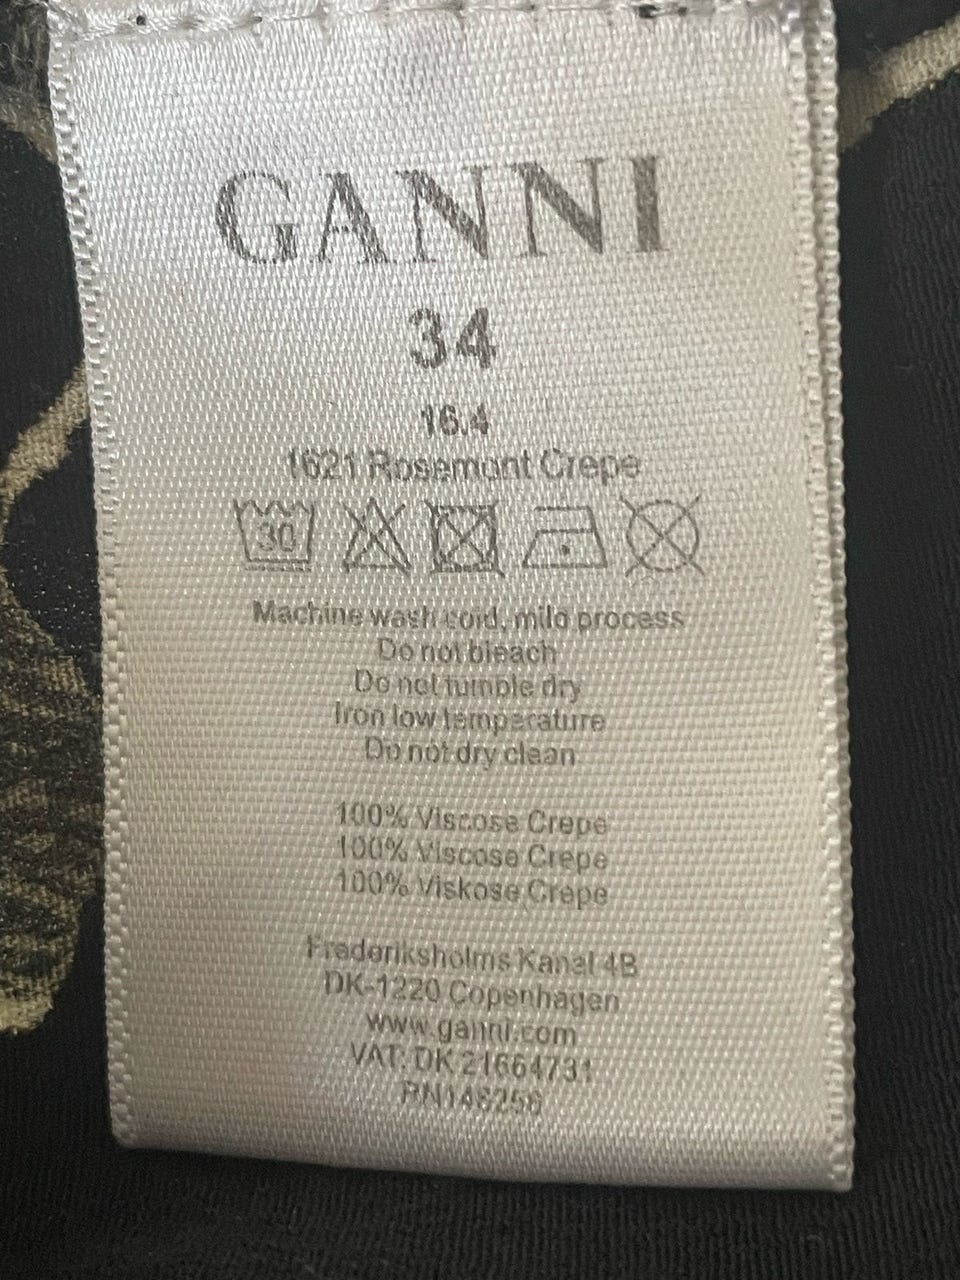 GANNI
34
16.4
1621 Rosemont Crepe
30
Machine wash cold, mild process
Do not bleach
Do not tumble dry
Iron low temperature
Do not dry clean
100% Viscose Crepe
100% Viscose Crepe
100% Viskose Crepe
Frederiksholms Kanal 4B
DK-1220 Copenhagen
www.ganni.com
VAT: DK 21664731
RN148256